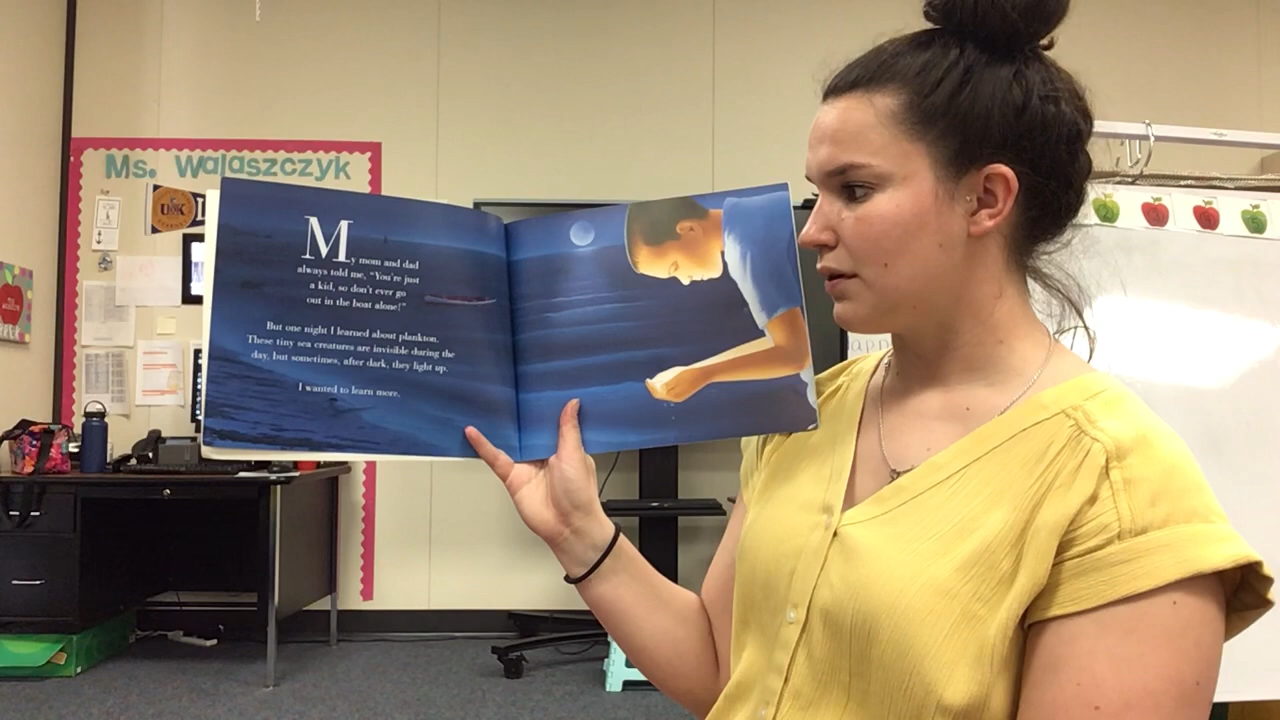 Ms. Walaszczyk
UNK
My mom and dad
always told me, "You're just
a kid, so don't ever go
out in the boat alone!"
But one night I learned about plankton.
These tiny sea creatures are invisible during the
day, but sometimes, after dark, they light up.
I wanted to learn more.